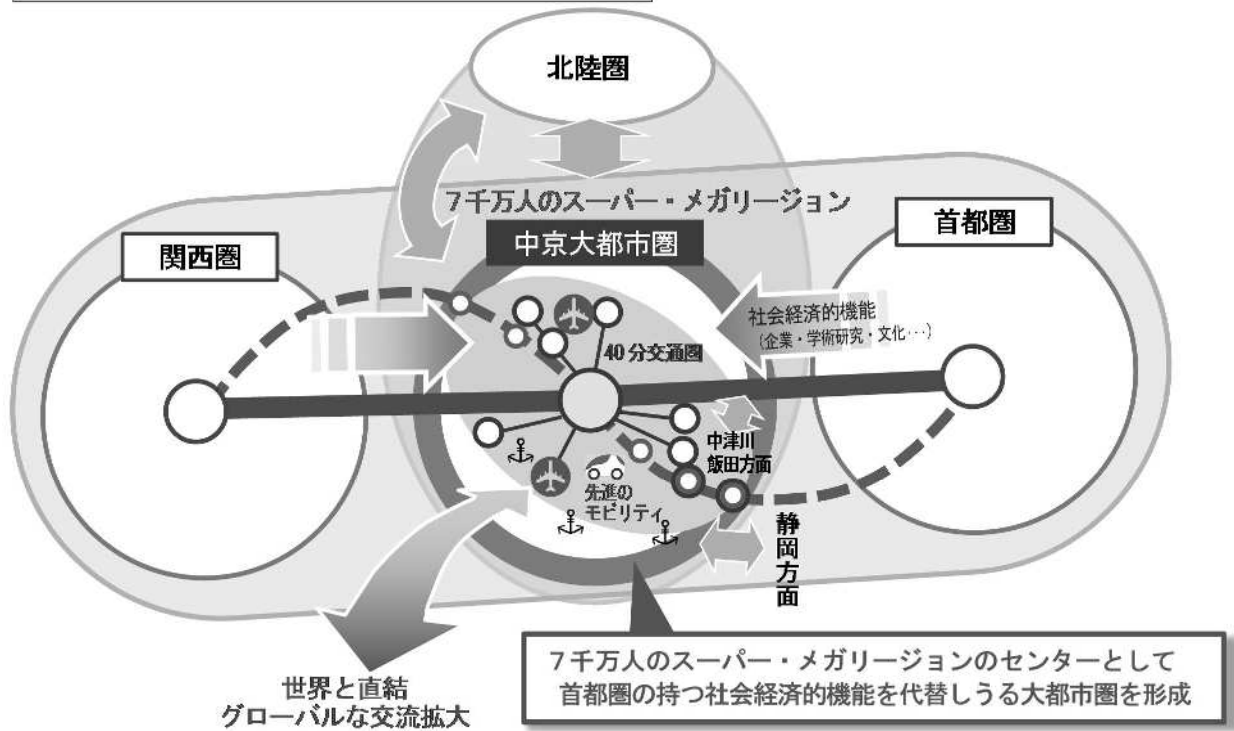 北陸圏
7千万人のスーパー・メガリージョン
中京大都市圏
関西圏
首都圏
社会経済的機能
(企業・学術研究・文化･･･)
40分交通圏
中津川
飯田方面
先進の
モビリティ
静岡方面
世界と直結
グローバルな交流拡大
7千万人のスーパー・メガリージョンのセンターとして
首都圏の持つ社会経済的機能を代替しうる大都市圏を形成